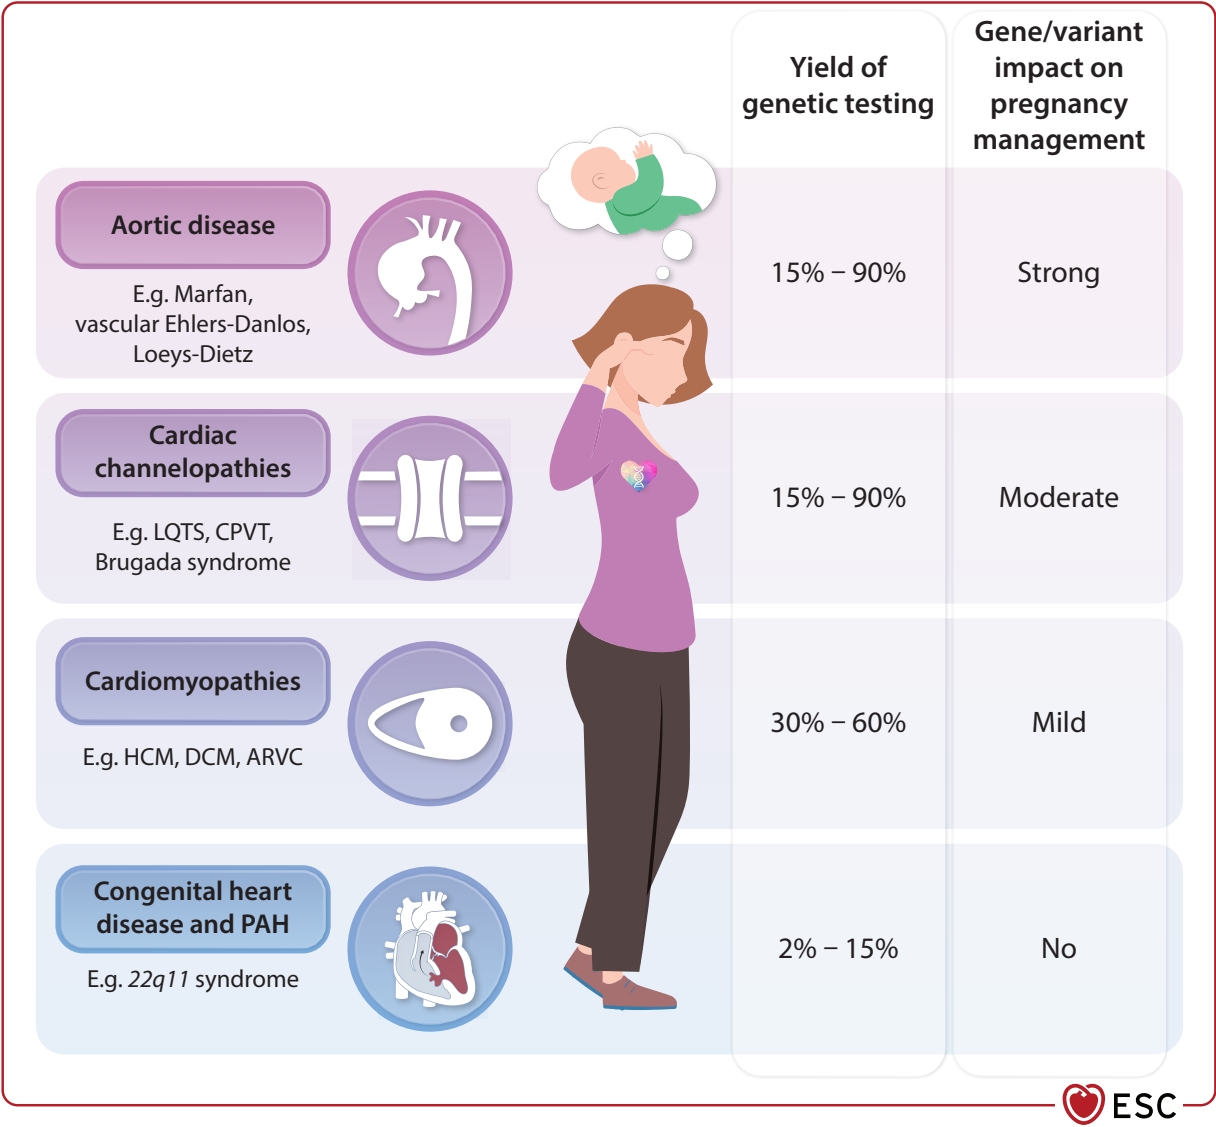 Yield of
genetic testing
Gene/variant
impact on
pregnancy
management
Aortic disease
E.g. Marfan,
vascular Ehlers-Danlos,
Loeys-Dietz
15% – 90%
Strong
Cardiac
channelopathies
E.g. LQTS, CPVT,
Brugada syndrome
15% – 90%
Moderate
Cardiomyopathies
E.g. HCM, DCM, ARVC
30% – 60%
Mild
Congenital heart
disease and PAH
E.g. 22q11 syndrome
2% – 15%
No
ESC